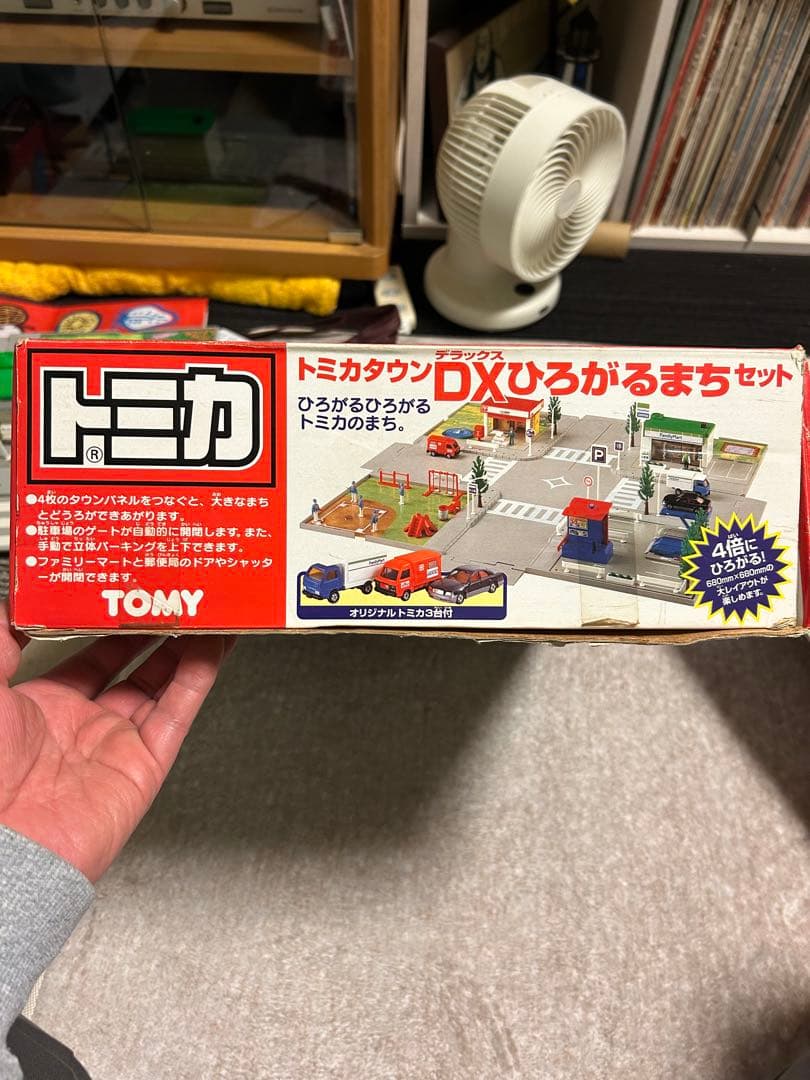 トミカ
®
●4枚のタウンパネルをつなぐと、大きなまち
とどうろができあがります。
●駐車場のゲートが自動的に開閉します。また、
手動で立体パーキングを上下できます。
●ファミリーマートと郵便局のドアやシャッタ
ーが開閉できます。
TOMY
デラックス
トミカタウンDXひろがるまちセット
ひろがるひろがる
トミカのまち。
FamilyMart
P
オリジナルトミカ3台付
4倍に
ひろがる!
680mm×680mmの
大レイアウトが
楽しめます。